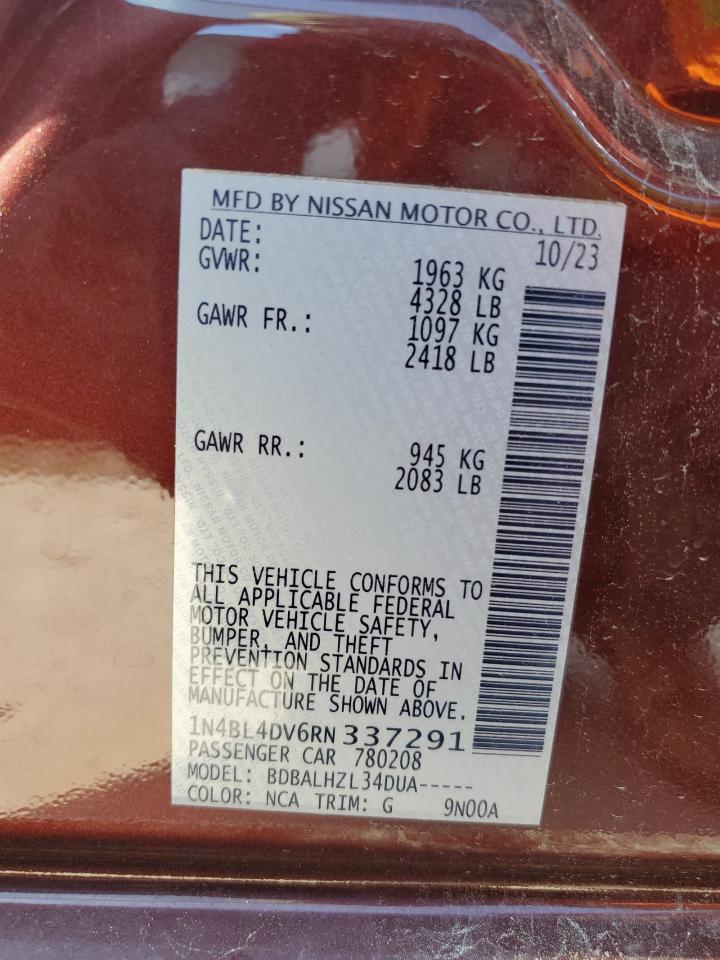 MFD BY NISSAN MOTOR CO., LTD.
DATE: 10/23
GVWR: 1963 KG
4328 LB
GAWR FR.: 1097 KG
2418 LB
GAWR RR.: 945 KG
2083 LB
THIS VEHICLE CONFORMS TO
ALL APPLICABLE FEDERAL
MOTOR VEHICLE SAFETY,
BUMPER, AND THEFT
PREVENTION STANDARDS IN
EFFECT ON THE DATE OF
MANUFACTURE SHOWN ABOVE.
1N4BL4DV6RN 337291
PASSENGER CAR 780208
MODEL: BDBALHZL34DUA-----
COLOR: NCA TRIM: G 9N00A